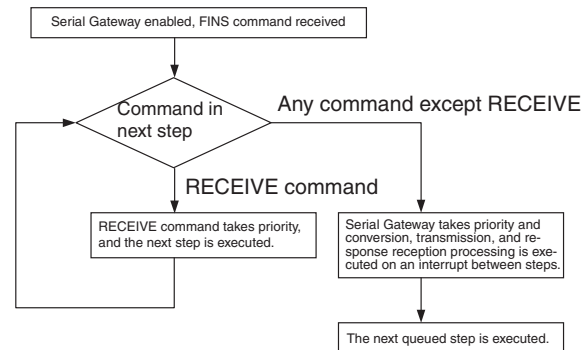 Serial Gateway enabled, FINS command received
Command in
next step
Any command except RECEIVE
RECEIVE command
RECEIVE command takes priority,
and the next step is executed.
Serial Gateway takes priority and
conversion, transmission, and re-
sponse reception processing is exe-
cuted on an interrupt between steps.
The next queued step is executed.